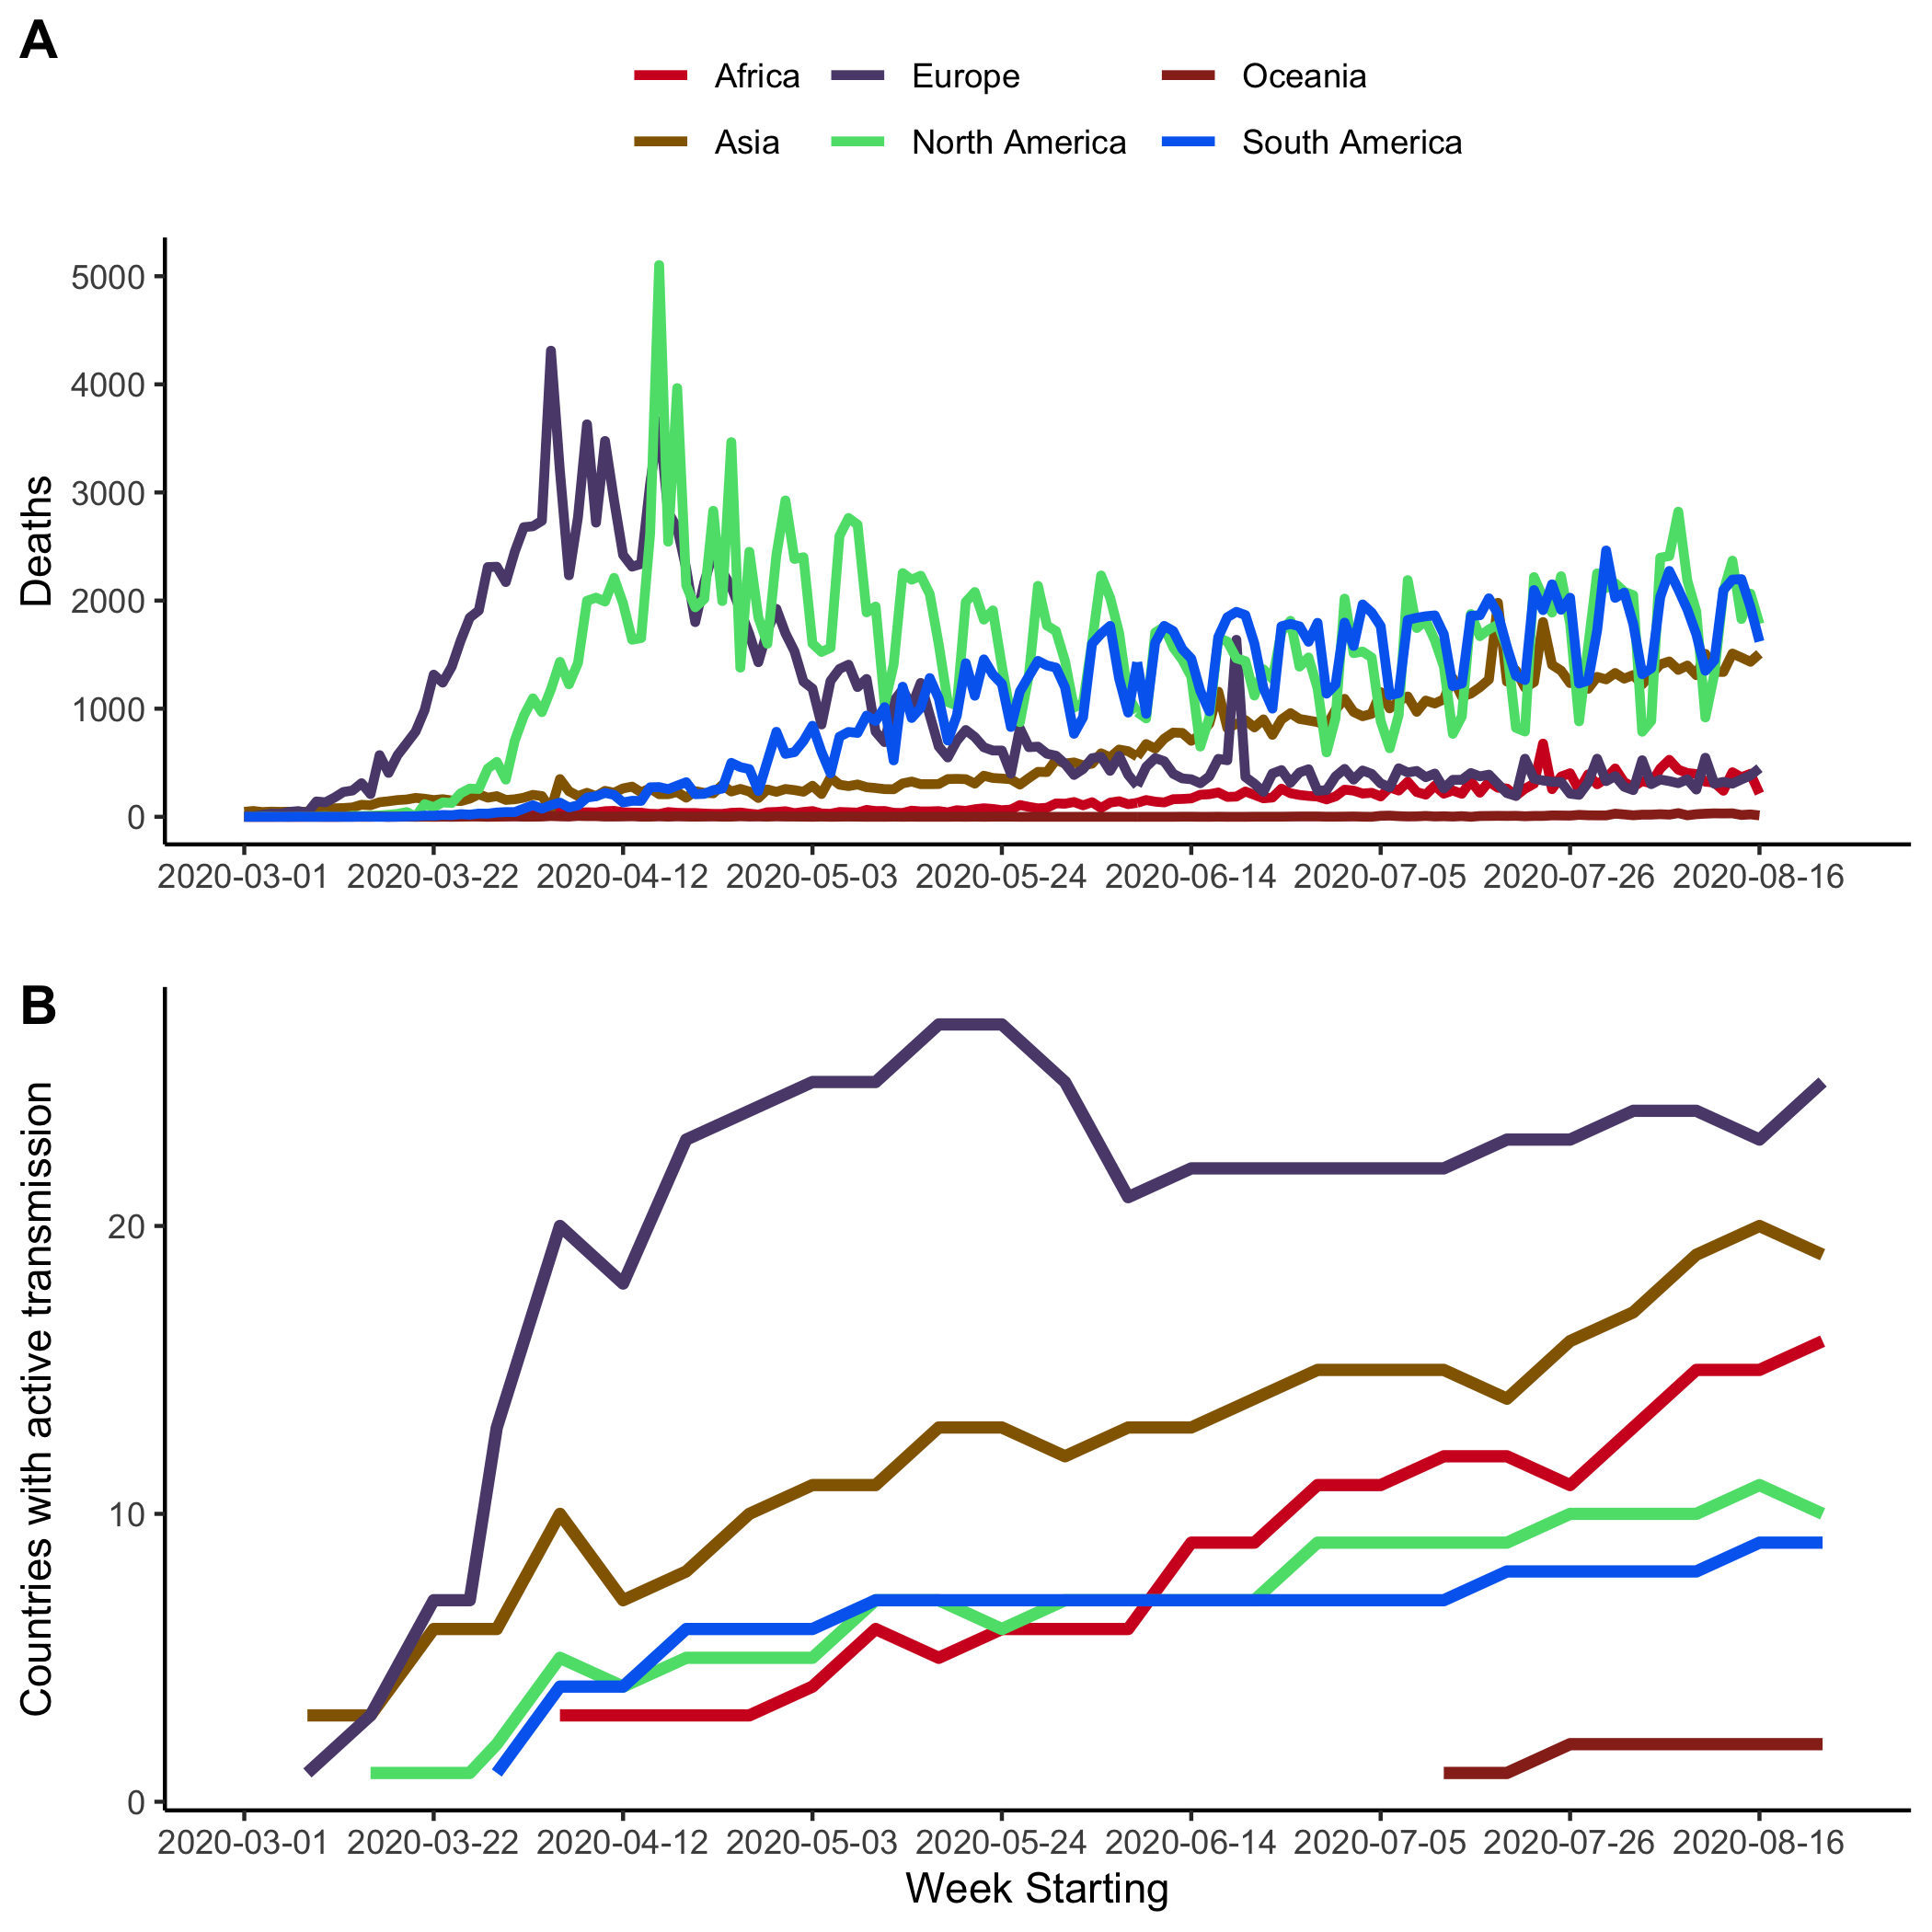 A
Africa Europe Oceania
Asia North America South America
Deaths
5000
4000
3000
2000
1000
0
2020-03-01 2020-03-22 2020-04-12 2020-05-03 2020-05-24 2020-06-14 2020-07-05 2020-07-26 2020-08-16
B
Countries with active transmission
20
10
0
2020-03-01 2020-03-22 2020-04-12 2020-05-03 2020-05-24 2020-06-14 2020-07-05 2020-07-26 2020-08-16
Week Starting